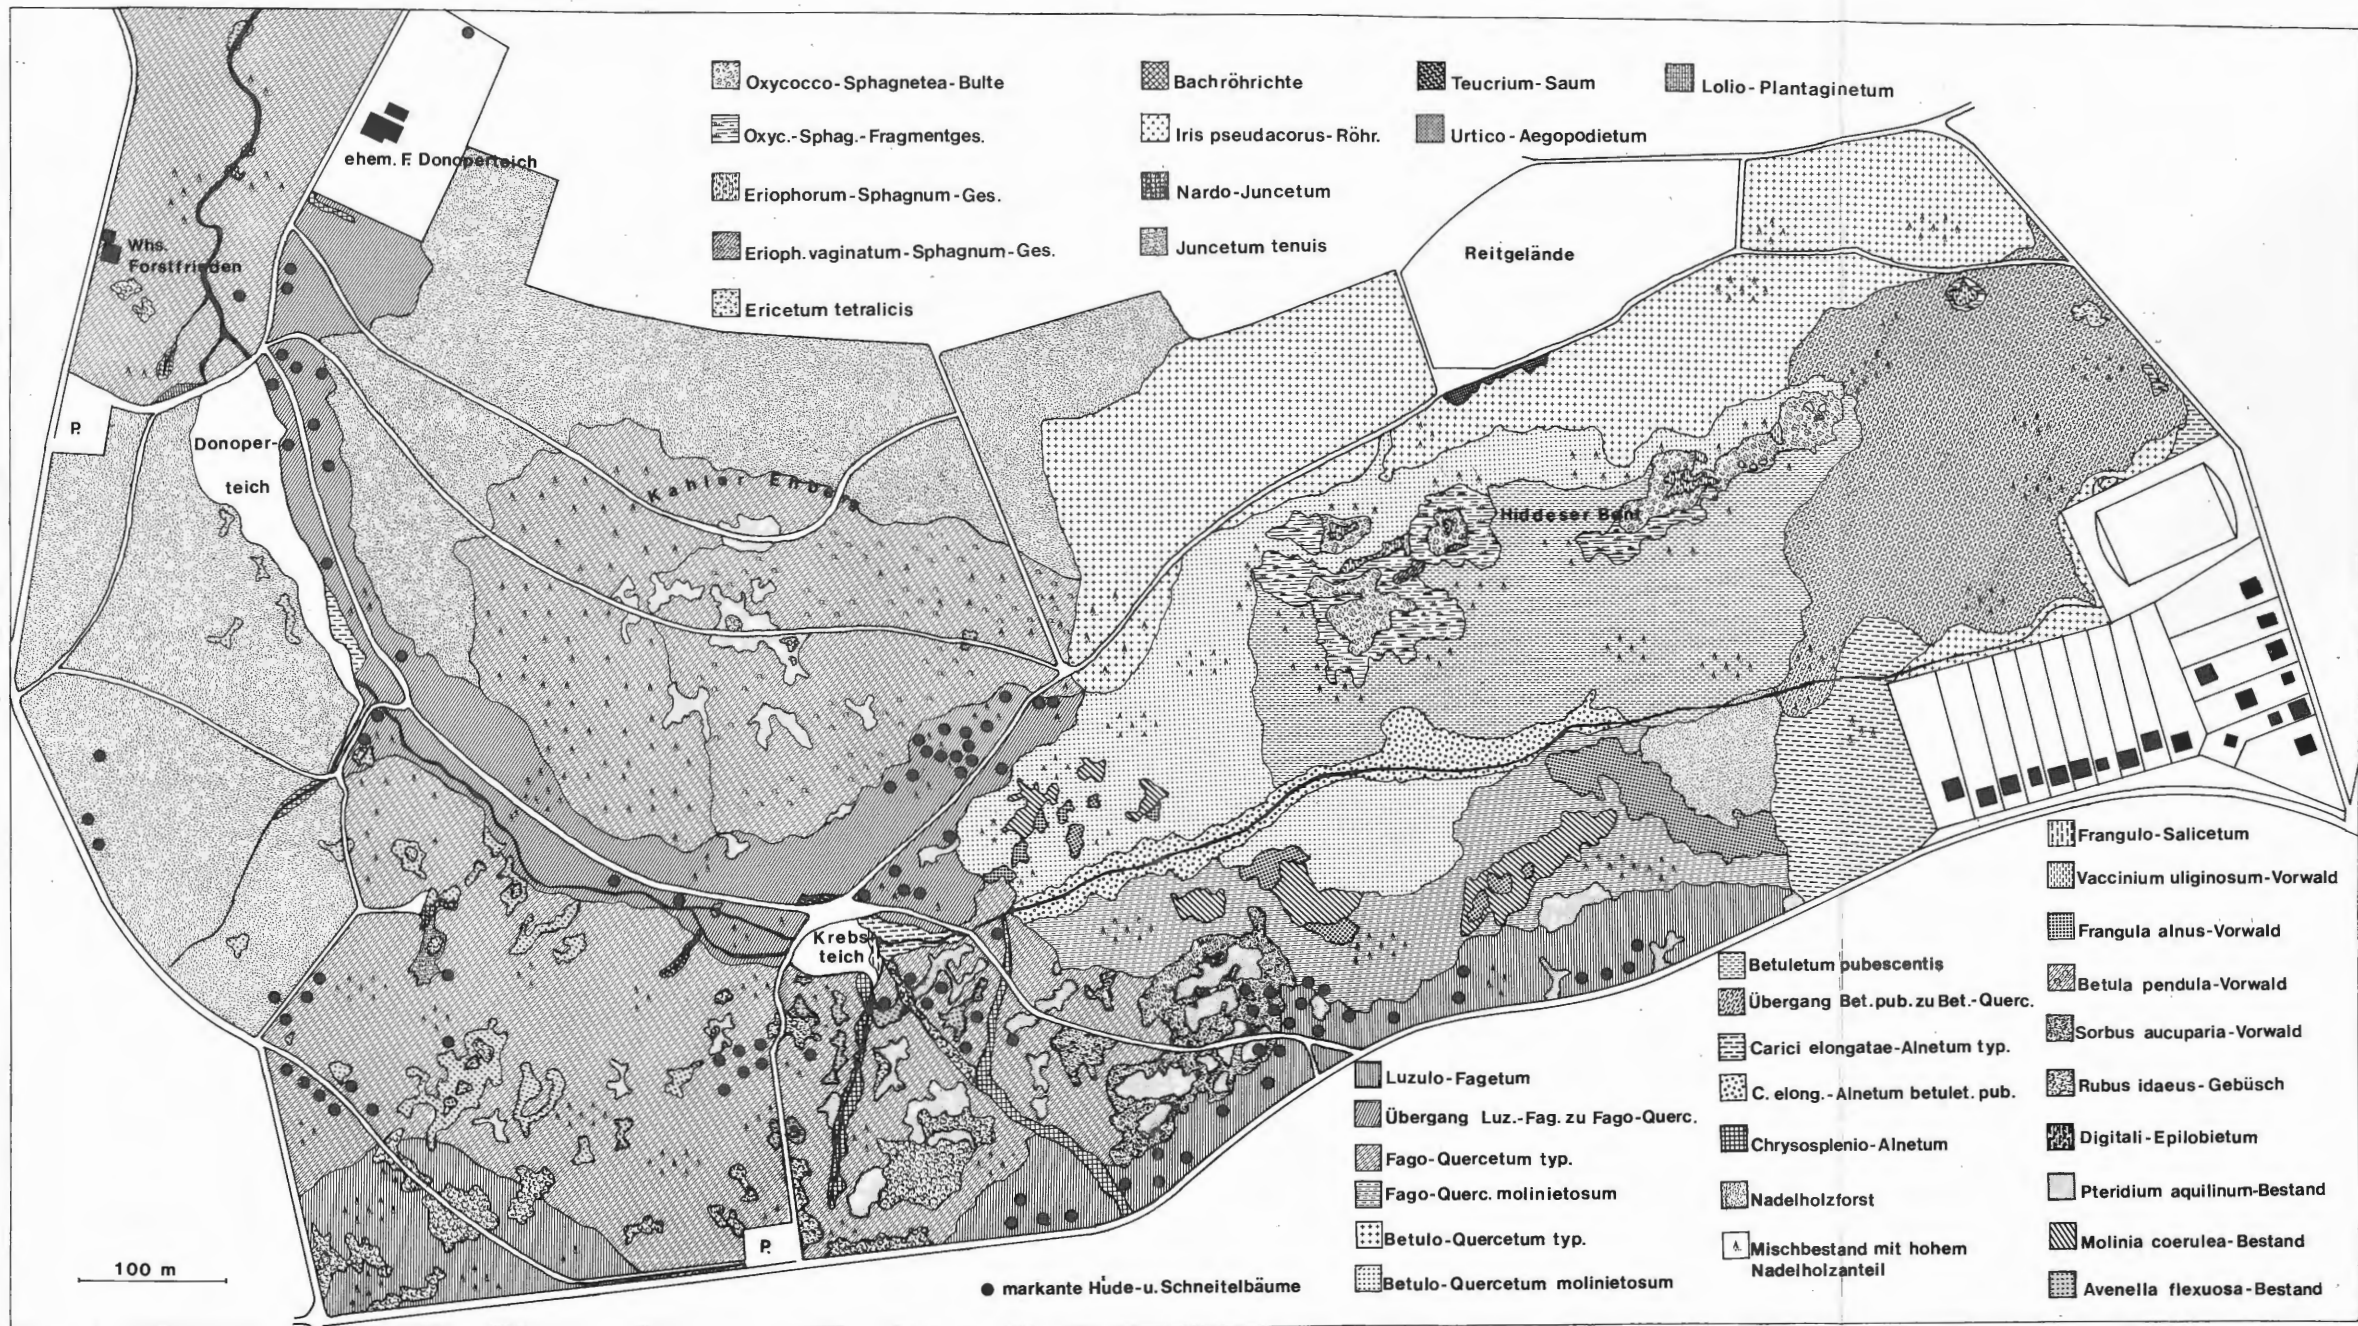 Oxycocco-Sphagnetea-Bulte
Oxyc.-Sphag.-Fragmentges.
Eriophorum-Sphagnum-Ges.
Erioph. vaginatum-Sphagnum-Ges.
Ericetum tetralicis
Bachröhrichte
Iris pseudacorus-Röhr.
Nardo-Juncetum
Juncetum tenuis
Teucrium-Saum
Urtico-Aegopodietum
Lolio-Plantaginetum
ehem. F. Donoperteich
Whs.
Forstfrieden
Reitgelände
P.
Donoper-
teich
Kahler Ehberg
Hiddeser Bent
Krebs-
teich
P.
100 m
markante Hude-u. Schneitelbäume
Luzulo-Fagetum
Übergang Luz.-Fag. zu Fago-Querc.
Fago-Quercetum typ.
Fago-Querc. molinietosum
Betulo-Quercetum typ.
Betulo-Quercetum molinietosum
Betuletum pubescentis
Übergang Bet. pub. zu Bet.-Querc.
Carici elongatae-Alnetum typ.
C. elong.-Alnetum betulet. pub.
Chrysosplenio-Alnetum
Nadelholzforst
Mischbestand mit hohem
Nadelholzanteil
Frangulo-Salicetum
Vaccinium uliginosum-Vorwald
Frangula alnus-Vorwald
Betula pendula-Vorwald
Sorbus aucuparia-Vorwald
Rubus idaeus-Gebüsch
Digitali-Epilobietum
Pteridium aquilinum-Bestand
Molinia coerulea-Bestand
Avenella flexuosa-Bestand